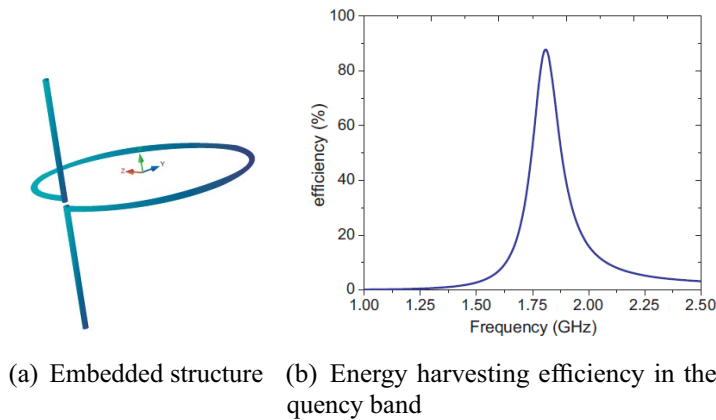 Z
Y
100
80
60
40
20
0
efficiency (%)
1.00
1.25
1.50
1.75
2.00
2.25
2.50
Frequency (GHz)
(a) Embedded structure
(b) Energy harvesting efficiency in the
quency band